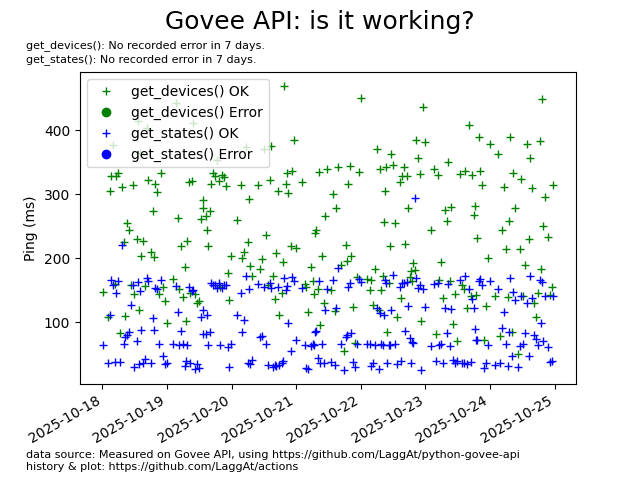 Govee API: is it working?
get_devices(): No recorded error in 7 days.
get_states(): No recorded error in 7 days.
get_devices() OK
get_devices() Error
get_states() OK
get_states() Error
Ping (ms)
400
300
200
100
2025-10-18
2025-10-19
2025-10-20
2025-10-21
2025-10-22
2025-10-23
2025-10-24
2025-10-25
data source: Measured on Govee API, using https://github.com/LaggAt/python-govee-api
history & plot: https://github.com/LaggAt/actions